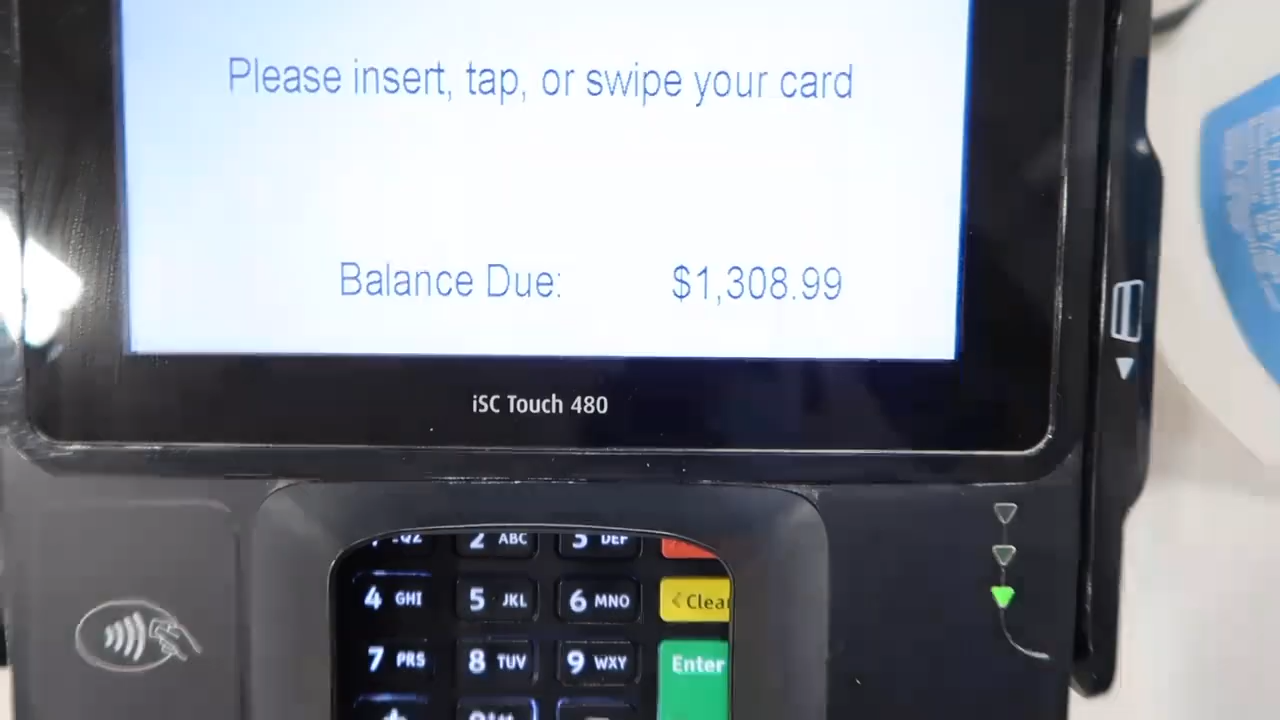 Please insert, tap, or swipe your card
Balance Due: $1,308.99
iSC Touch 480
2 ABC 3 DEF
4 GHI 5 JKL 6 MNO <Clear
7 PRS 8 TUV 9 WXY Enter